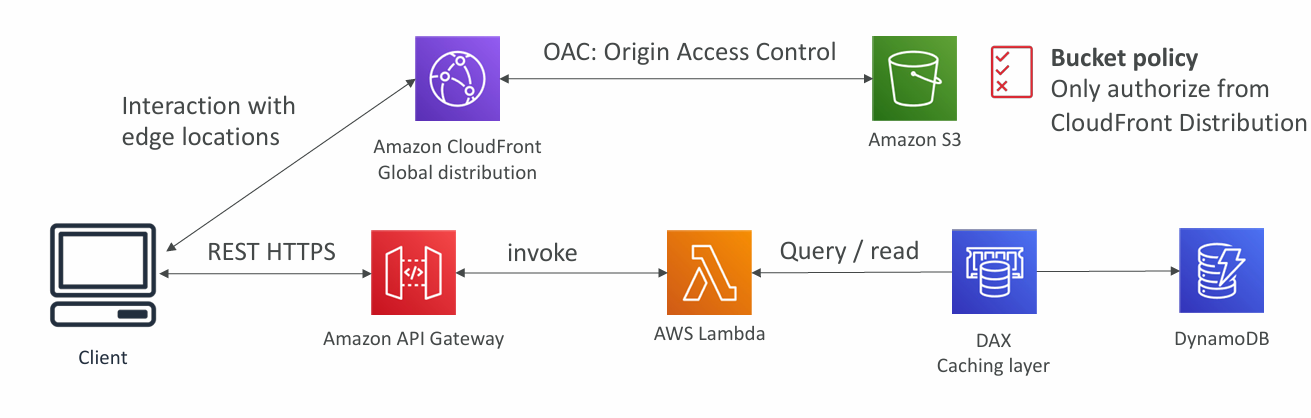 OAC: Origin Access Control
Bucket policy
Only authorize from
CloudFront Distribution
Interaction with
edge locations
Amazon CloudFront
Global distribution
Amazon S3
REST HTTPS
invoke
Query / read
Client
Amazon API Gateway
AWS Lambda
DAX
Caching layer
DynamoDB